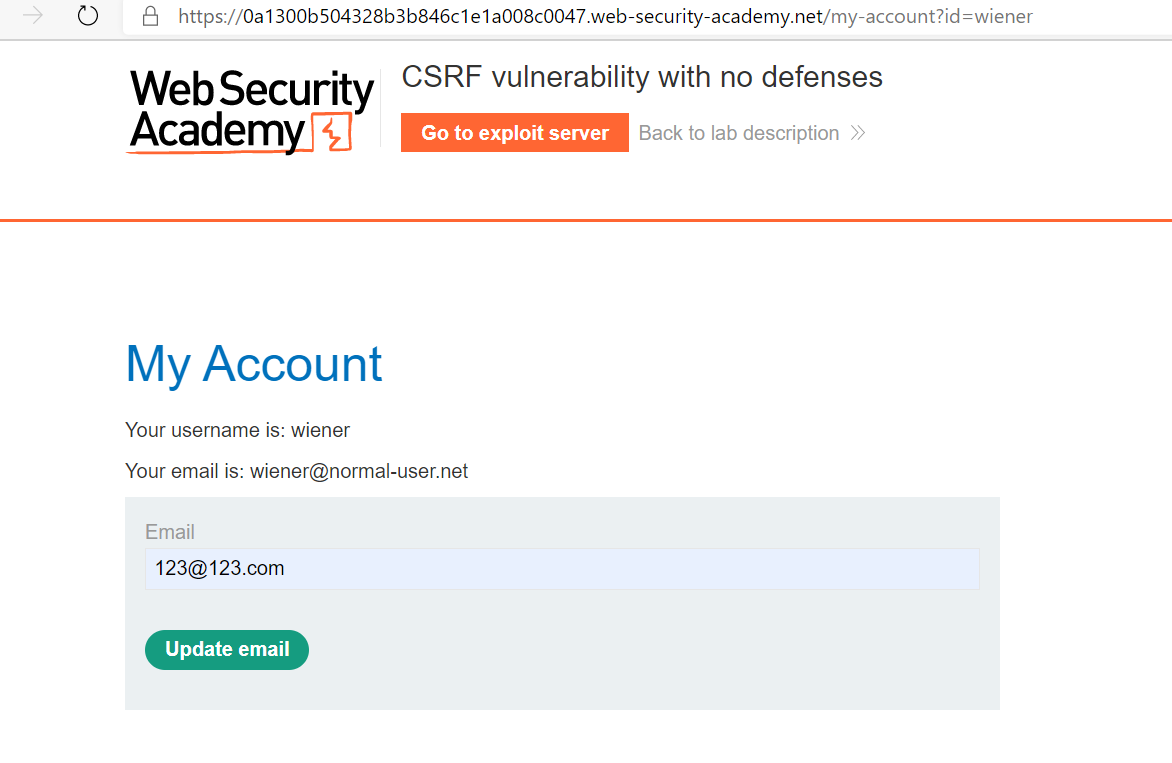 https://0a1300b504328b3b846c1e1a008c0047.web-security-academy.net/my-account?id=wiener
Web Security
Academy
CSRF vulnerability with no defenses
Go to exploit server
Back to lab description
My Account
Your username is: wiener
Your email is: wiener@normal-user.net
Email
123@123.com
Update email